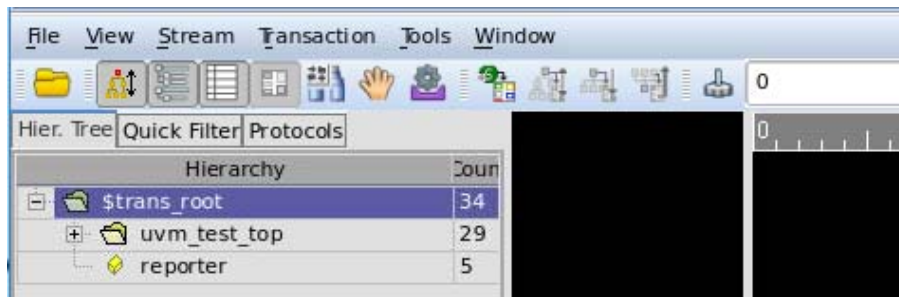 File View Stream Transaction Tools Window
0
Hier. Tree Quick Filter Protocols
0
Hierarchy Coun
$trans_root 34
uvm_test_top 29
reporter 5